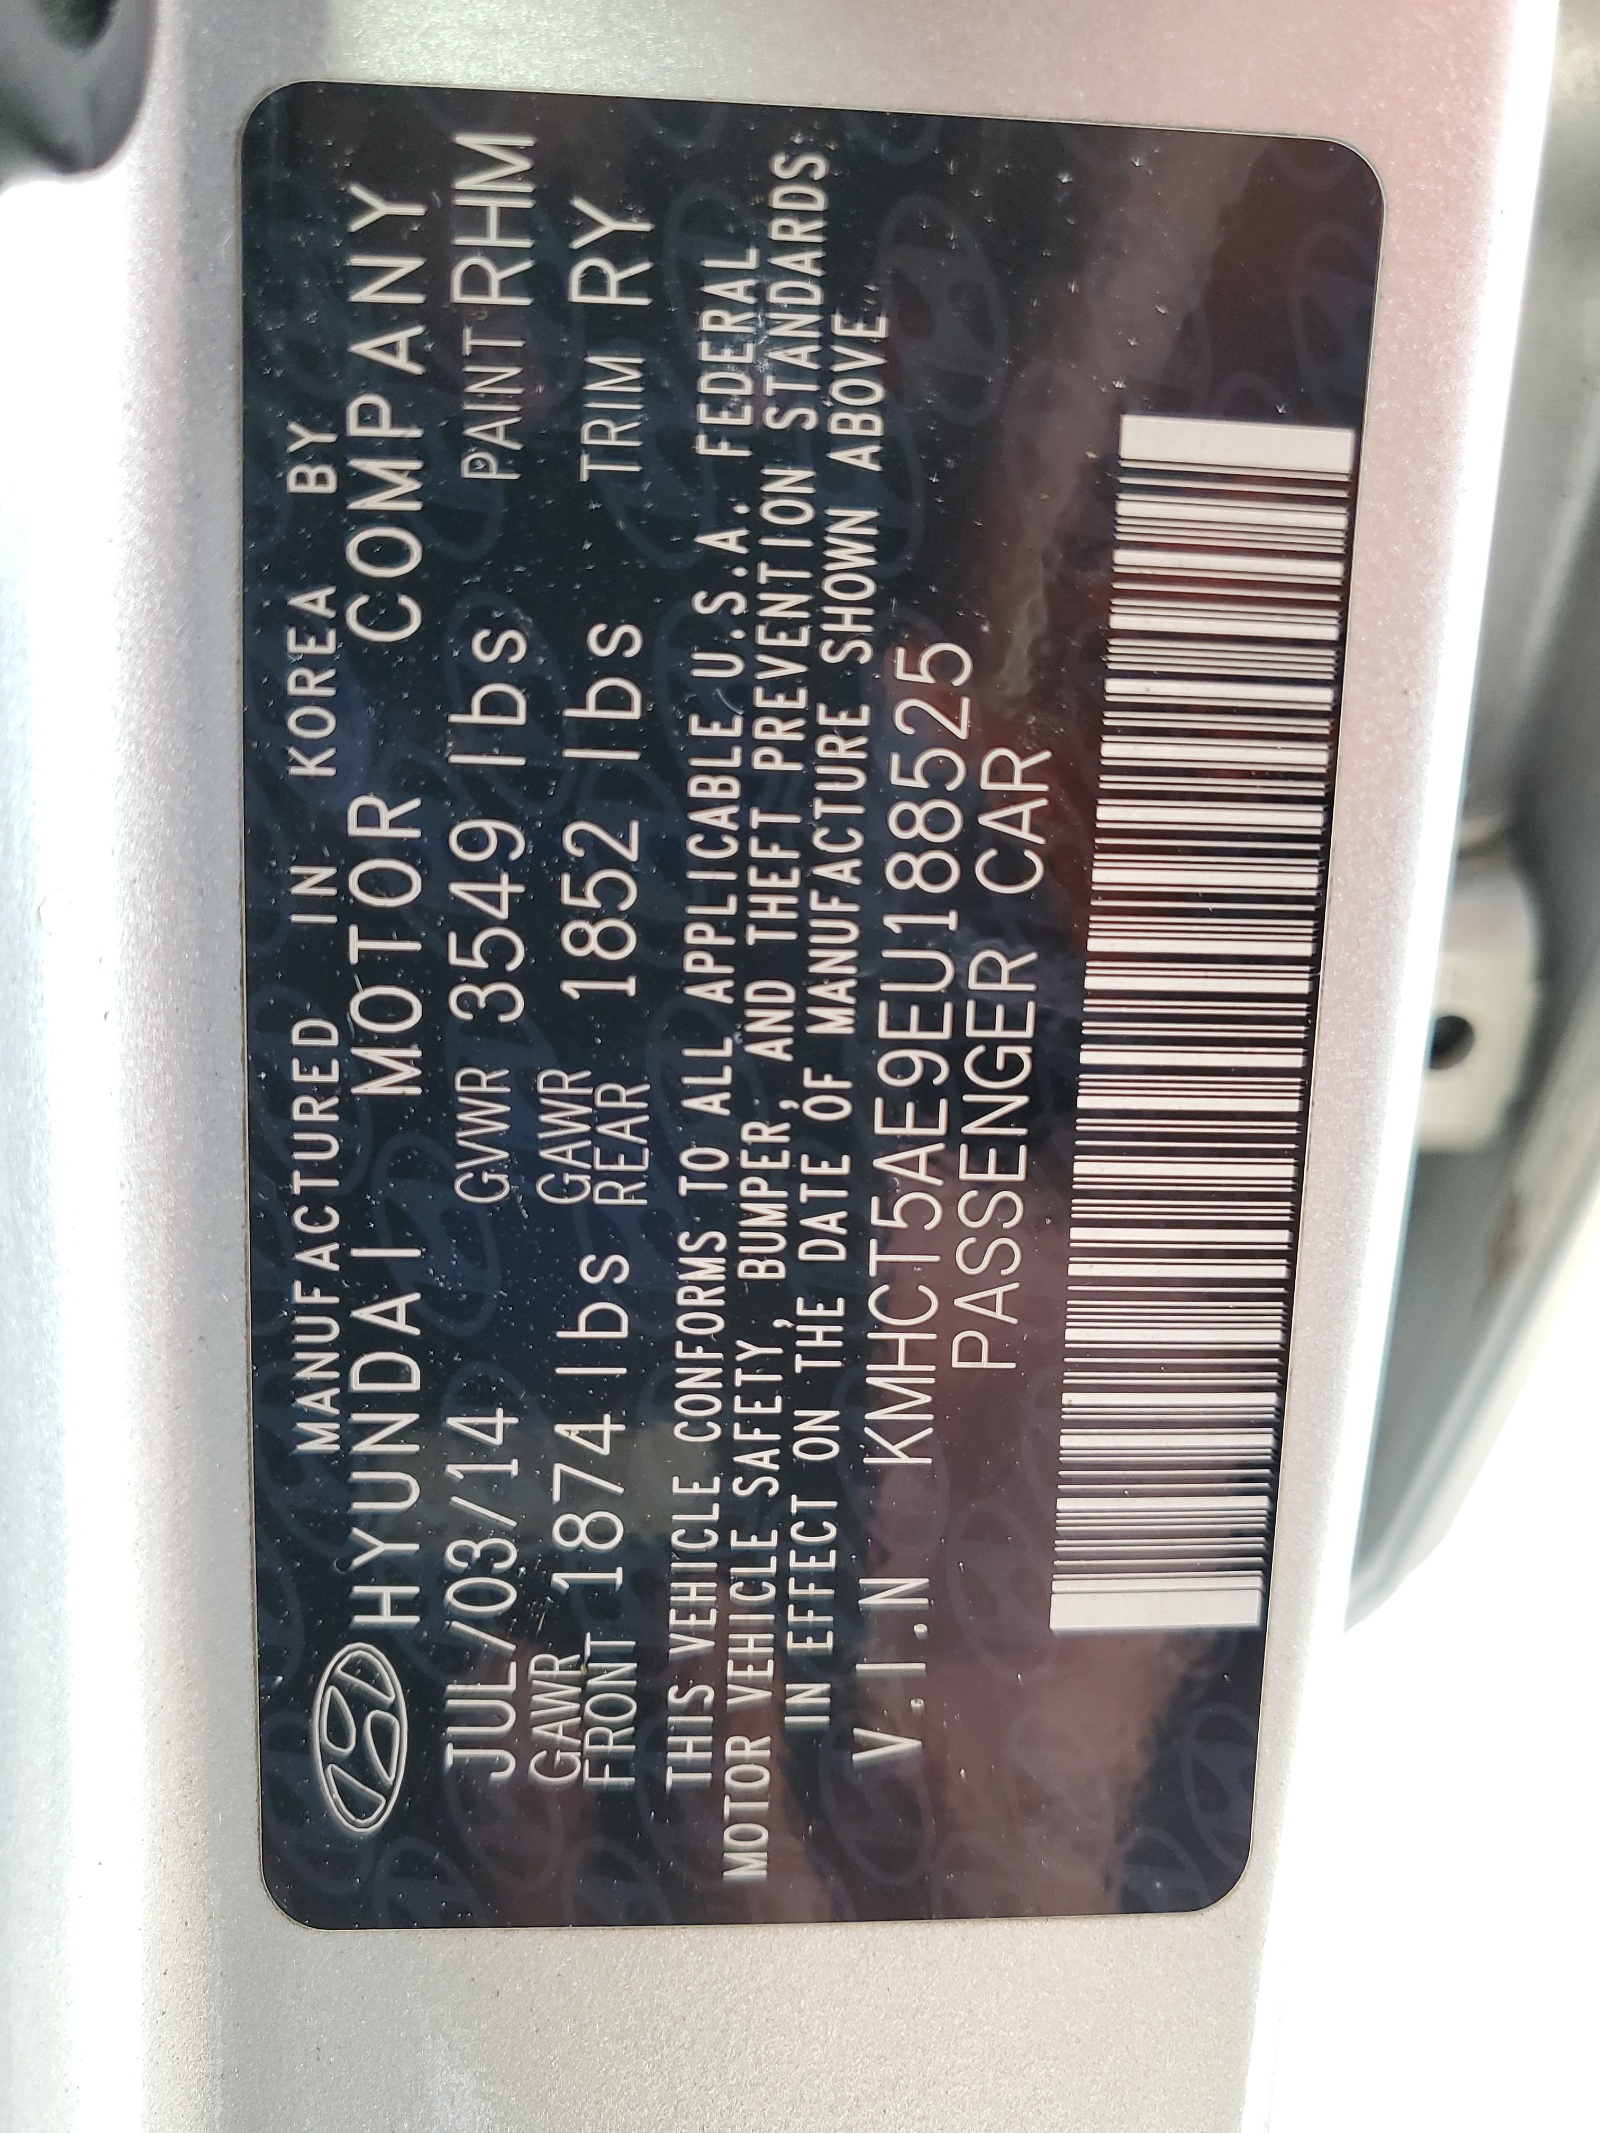 MANUFACTURED IN KOREA BY
HYUNDAI MOTOR COMPANY
JUL/03/14 GVWR 3549 lbs PAINT RHM
GAWR FRONT 1874 lbs GAWR REAR 1852 lbs TRIM RY
THIS VEHICLE CONFORMS TO ALL APPLICABLE U.S.A. FEDERAL
MOTOR VEHICLE SAFETY, BUMPER, AND THEFT PREVENTION STANDARDS
IN EFFECT ON THE DATE OF MANUFACTURE SHOWN ABOVE
V.I.N KMHCT5AE9EU188525
PASSENGER CAR